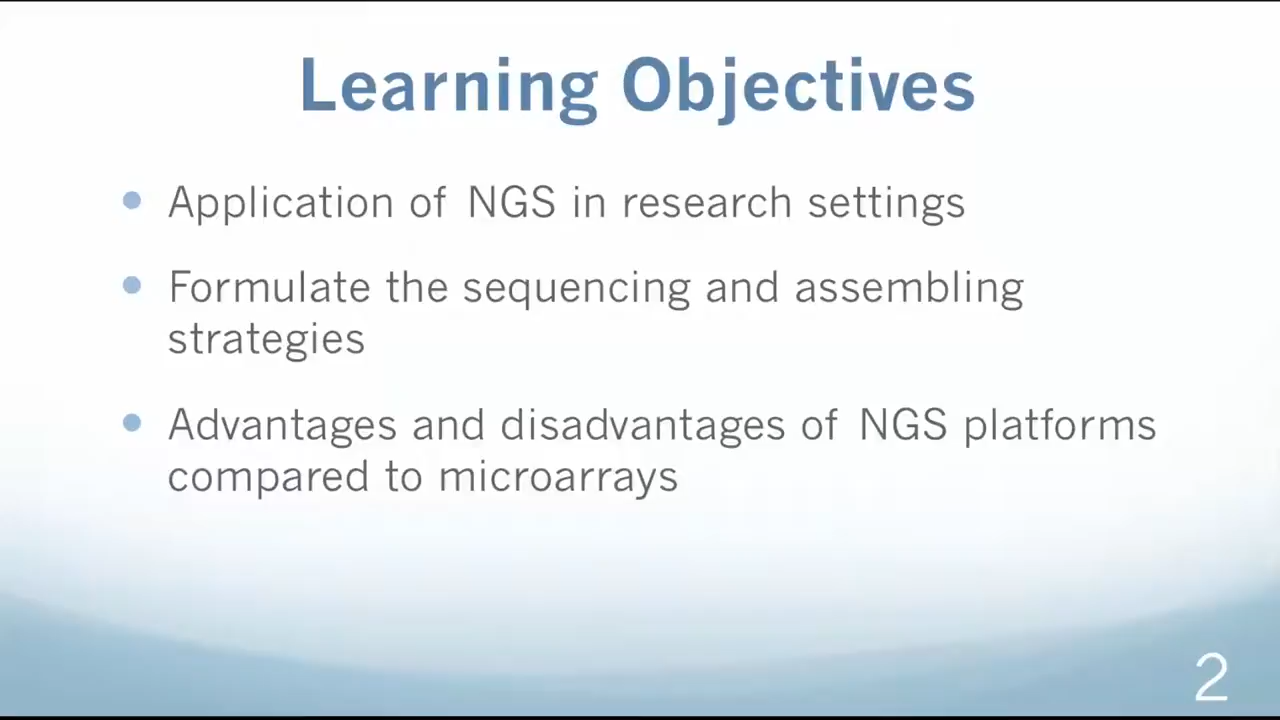 Learning Objectives
Application of NGS in research settings
Formulate the sequencing and assembling
strategies
Advantages and disadvantages of NGS platforms
compared to microarrays
2